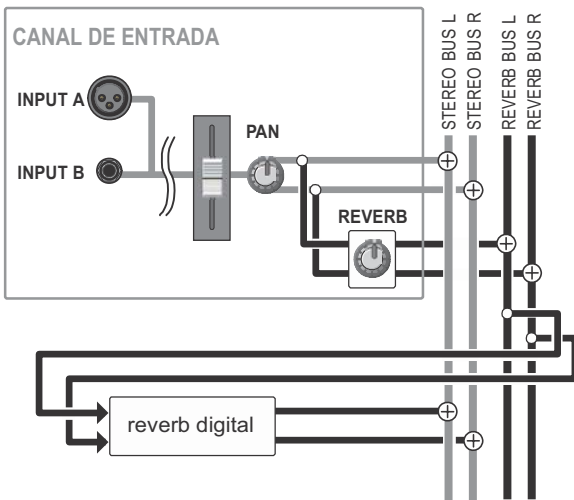 CANAL DE ENTRADA
INPUT A
INPUT B
PAN
REVERB
STEREO BUS L
STEREO BUS R
REVERB BUS L
REVERB BUS R
reverb digital